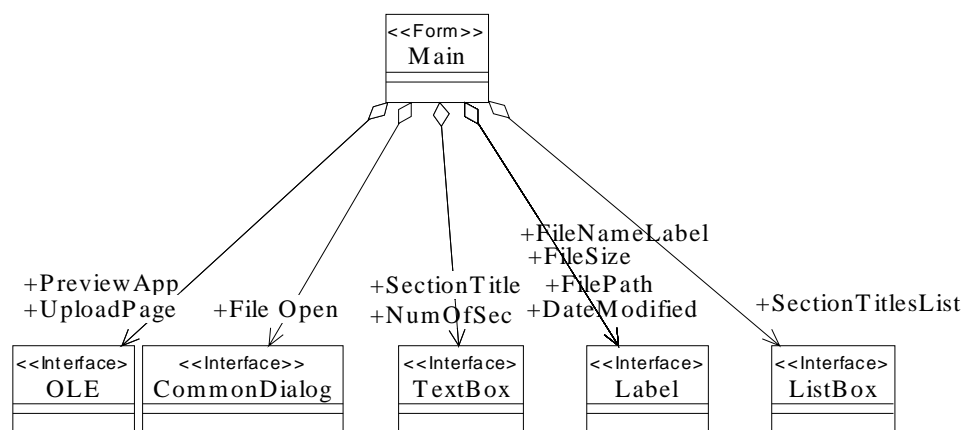 <<Form>>
Main
+FileNameLabel
+FileSize
+PreviewApp
+SectionTitle
+FilePath
+UploadPage
+File Open
+NumOfSec
+DateModified
+SectionTitlesList
<<Interface>
<<Interface>>
<<Interface>
<<Interface>
<<Interface>
OLE
CommonDialog
TextBox
Label
ListBox